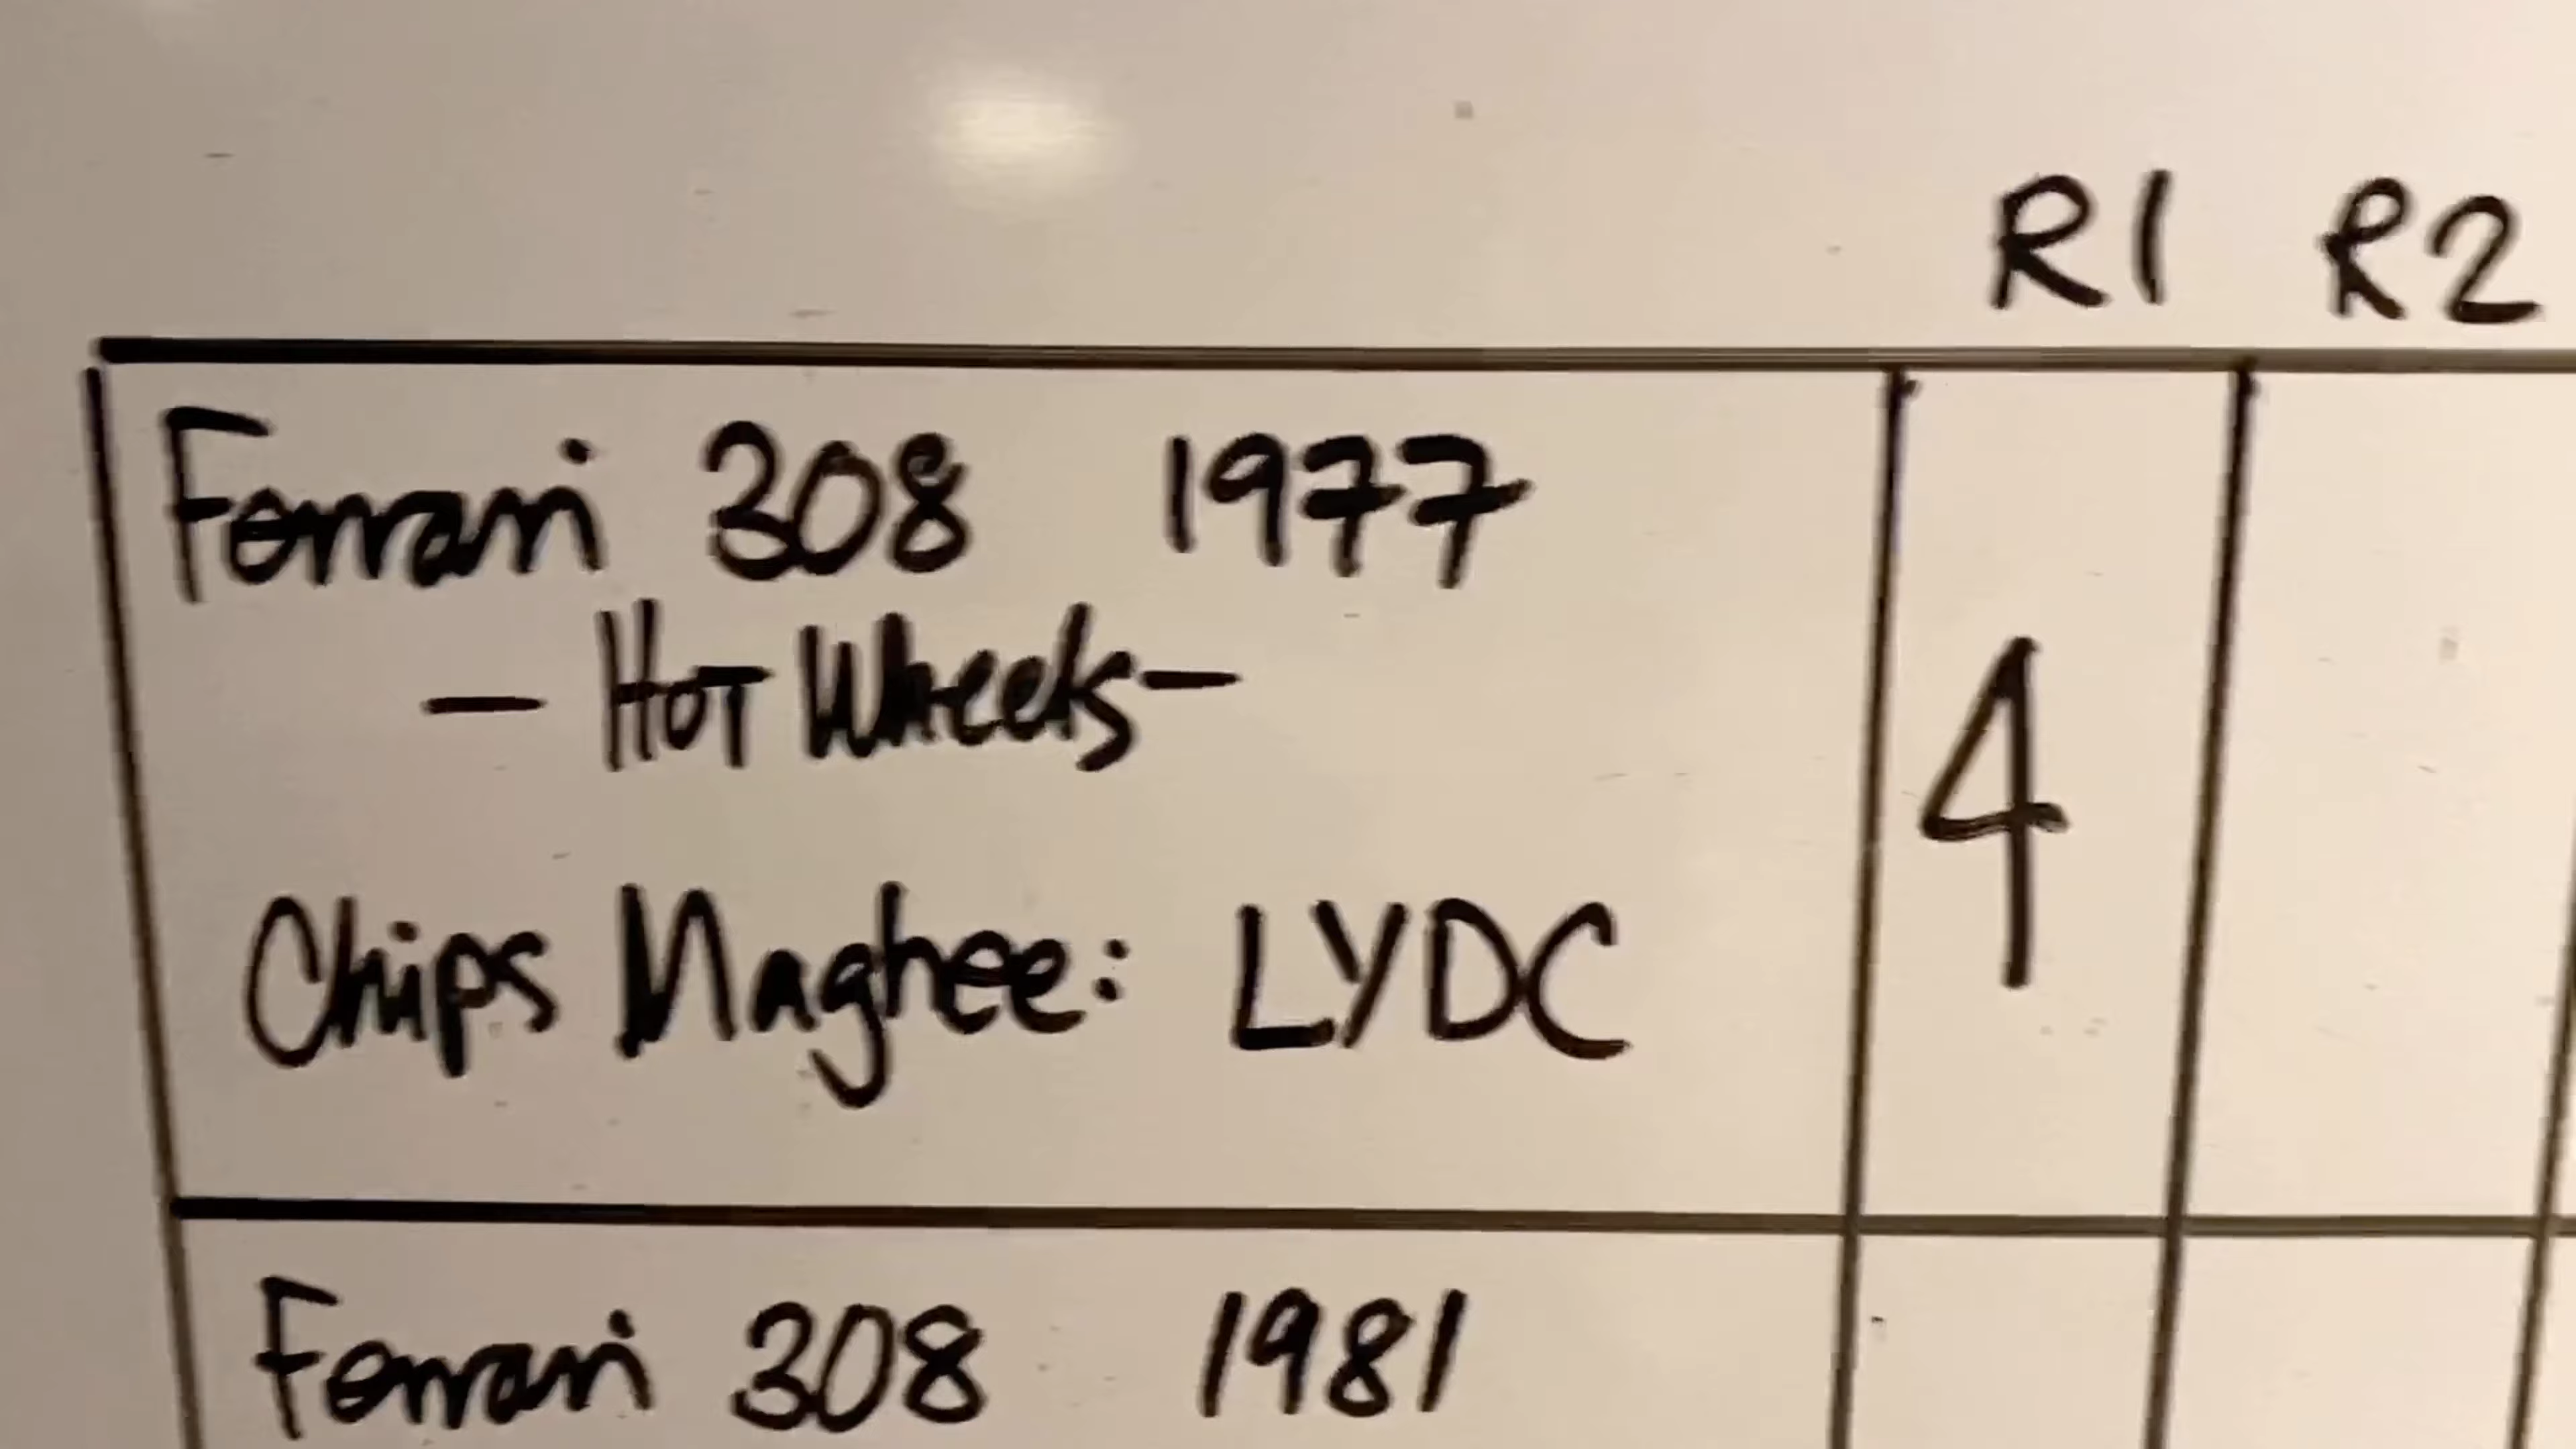 R1 R2
Ferrari 308 1977
— HOT Wheels —
4
Chips Maghee: LYDC
Ferrari 308 1981